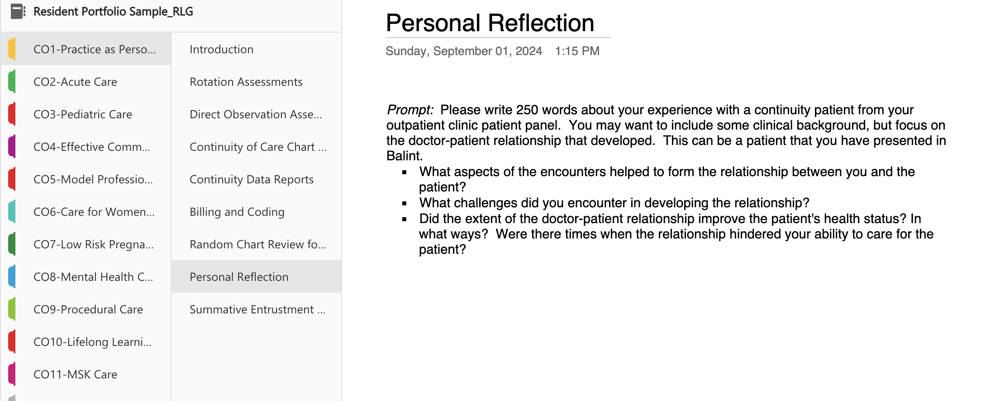 Resident Portfolio Sample_RLG
CO1-Practice as Perso...
CO2-Acute Care
CO3-Pediatric Care
CO4-Effective Comm...
CO5-Model Professio...
CO6-Care for Women...
CO7-Low Risk Pregna...
CO8-Mental Health C...
CO9-Procedural Care
CO10-Lifelong Learni...
CO11-MSK Care
Introduction
Rotation Assessments
Direct Observation Asse...
Continuity of Care Chart ...
Continuity Data Reports
Billing and Coding
Random Chart Review fo...
Personal Reflection
Summative Entrustment ...
Personal Reflection
Sunday, September 01, 2024 1:15 PM
Prompt: Please write 250 words about your experience with a continuity patient from your
outpatient clinic patient panel. You may want to include some clinical background, but focus on
the doctor-patient relationship that developed. This can be a patient that you have presented in
Balint.
▪ What aspects of the encounters helped to form the relationship between you and the
patient?
▪ What challenges did you encounter in developing the relationship?
▪ Did the extent of the doctor-patient relationship improve the patient's health status? In
what ways? Were there times when the relationship hindered your ability to care for the
patient?